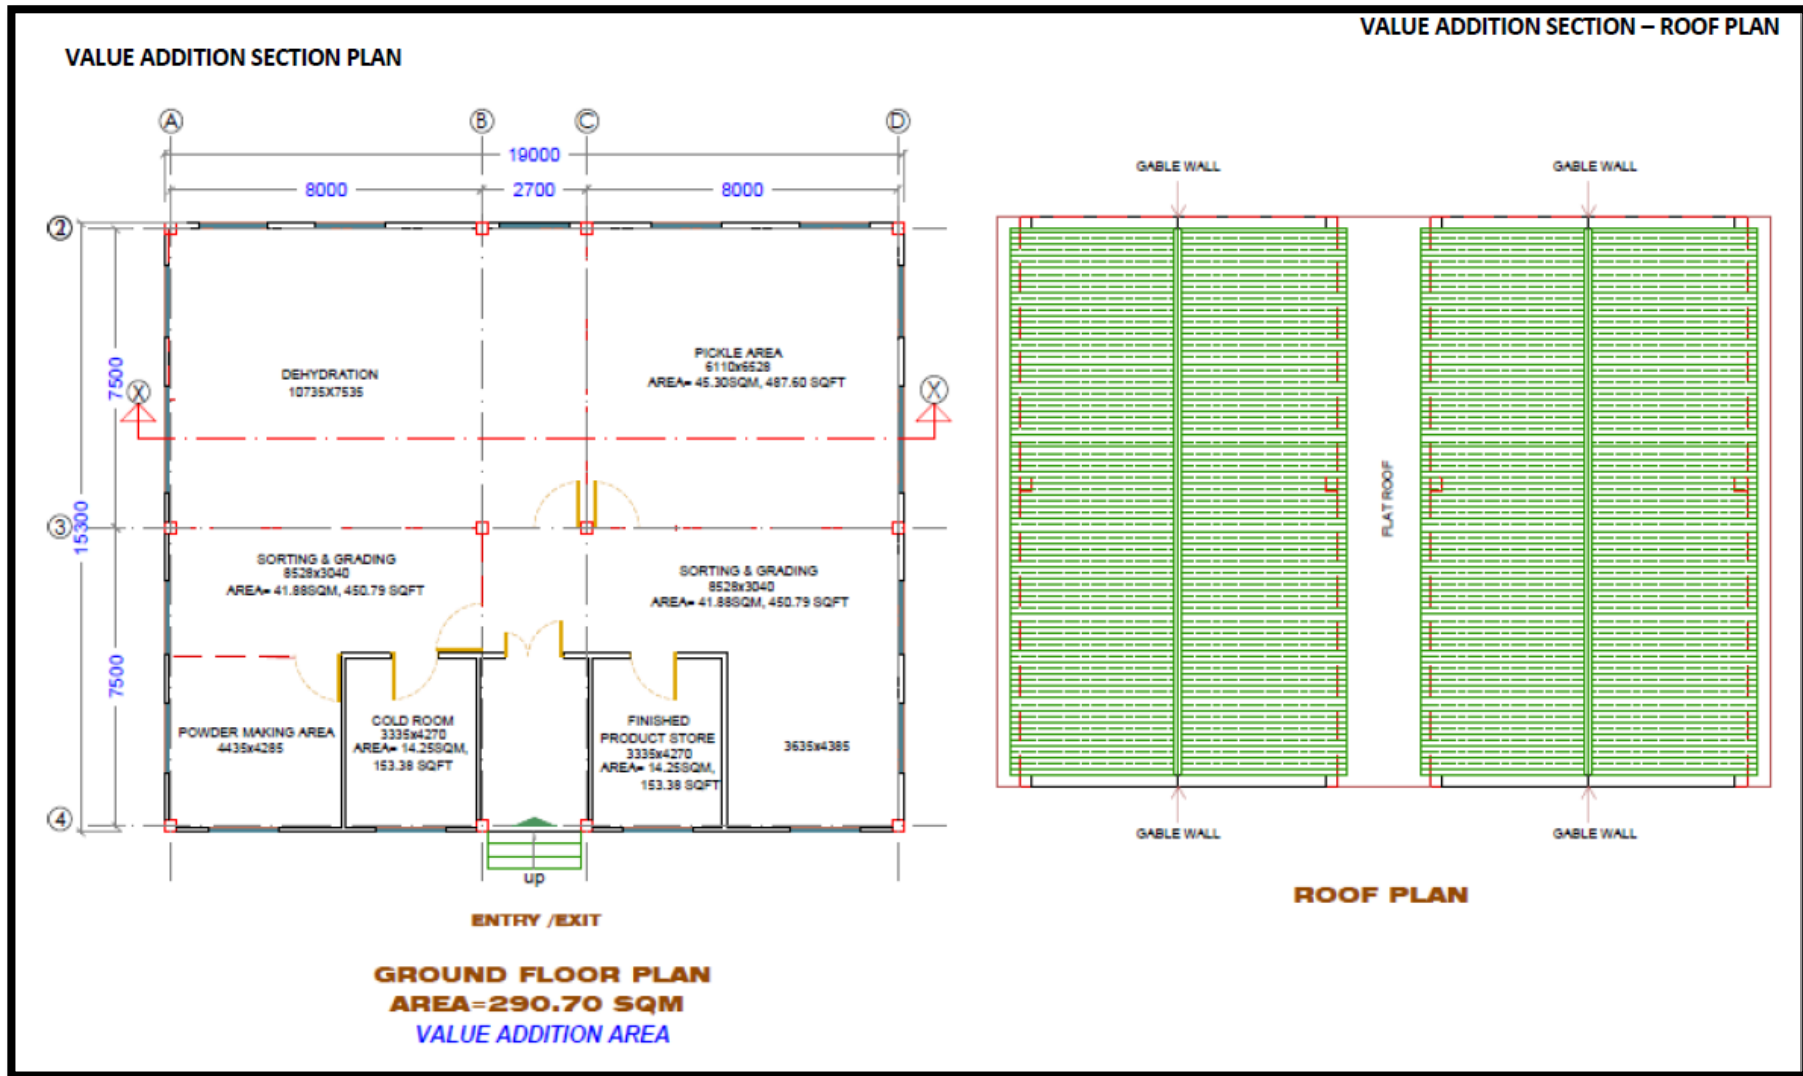 VALUE ADDITION SECTION – ROOF PLAN
VALUE ADDITION SECTION PLAN
A
B
C
D
19000
8000
2700
8000
GABLE WALL
GABLE WALL
7500
15300
X
X
DEHYDRATION
10735X7535
PICKLE AREA
6110x6528
AREA= 45.30SQM, 487.60 SQFT
FLAT ROOF
3
SORTING & GRADING
8528x3040
AREA= 41.88SQM, 450.79 SQFT
SORTING & GRADING
8528x3040
AREA= 41.88SQM, 450.79 SQFT
7500
POWDER MAKING AREA
4435x4285
COLD ROOM
3335x4270
AREA= 14.25SQM,
153.38 SQFT
FINISHED
PRODUCT STORE
3335x4270
AREA= 14.25SQM,
153.38 SQFT
3635x4385
4
up
GABLE WALL
GABLE WALL
ENTRY /EXIT
ROOF PLAN
GROUND FLOOR PLAN
AREA=290.70 SQM
VALUE ADDITION AREA